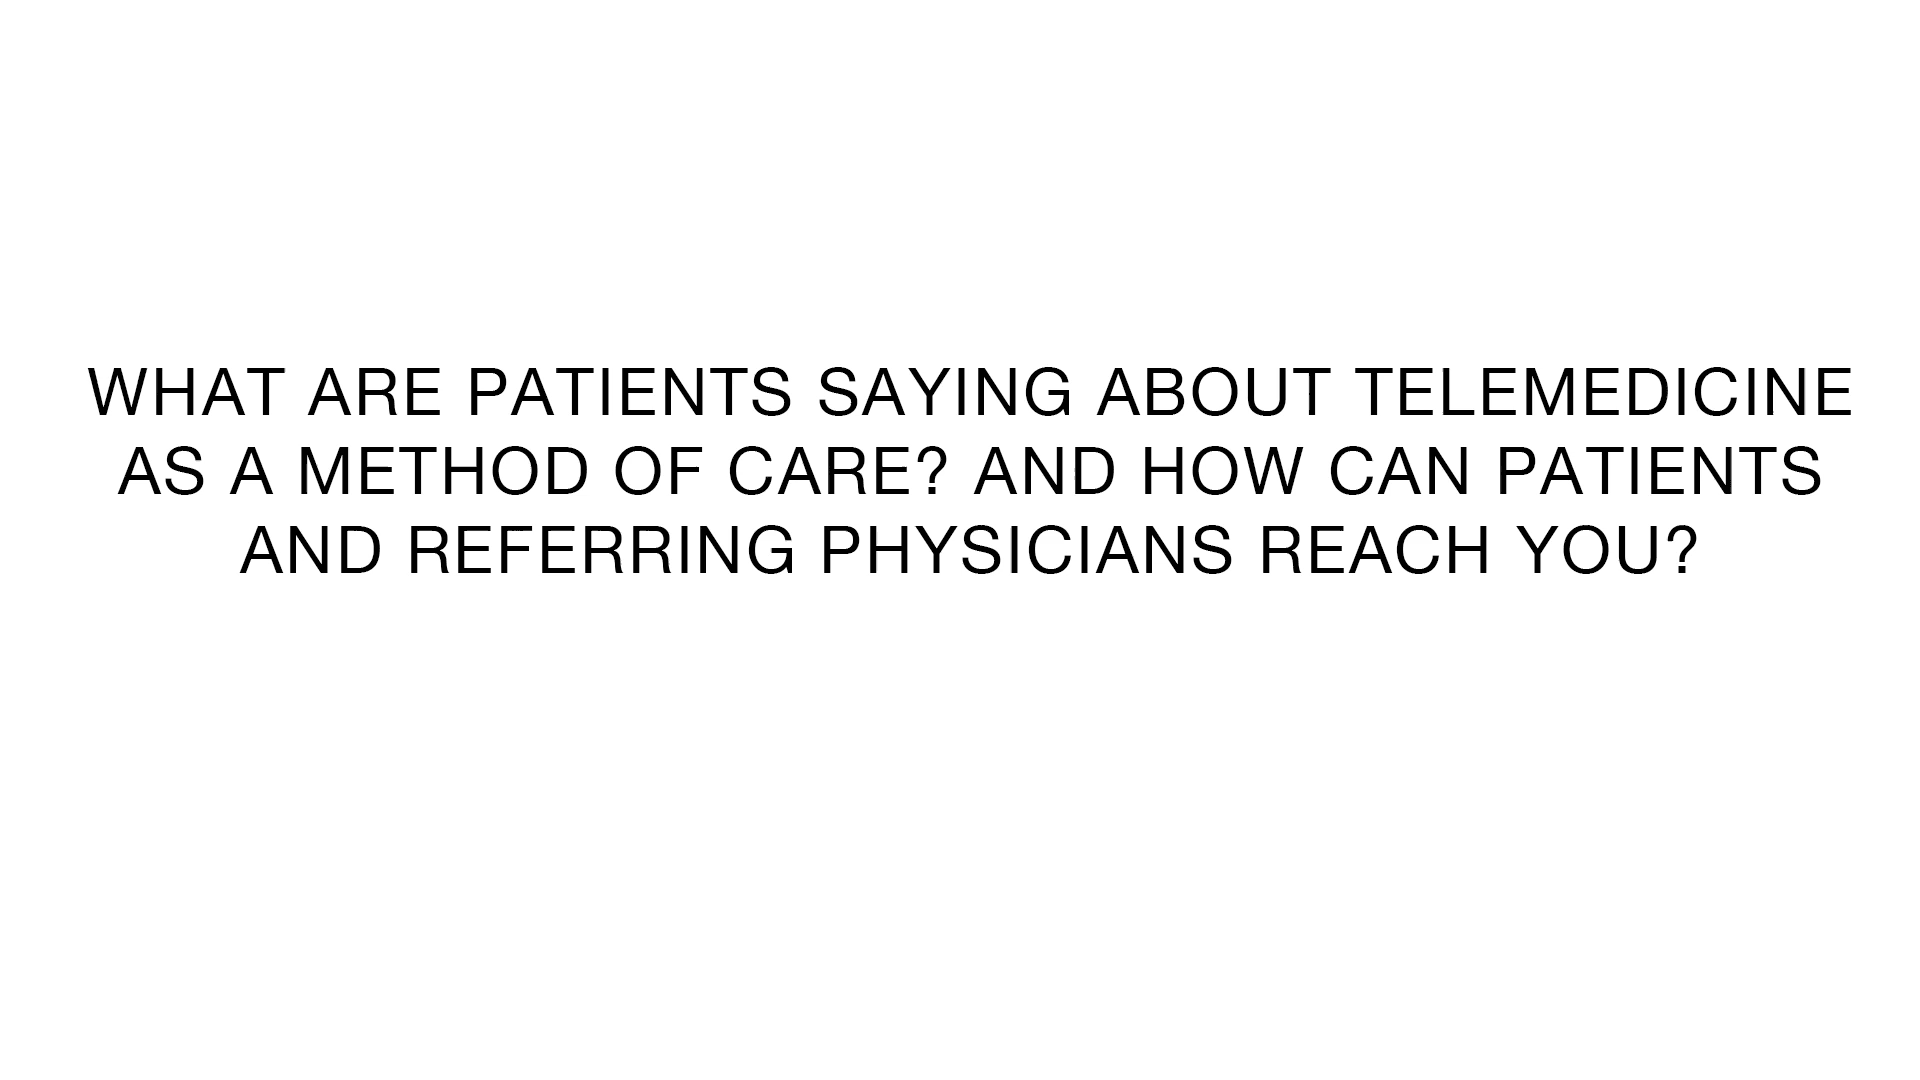 WHAT ARE PATIENTS SAYING ABOUT TELEMEDICINE
AS A METHOD OF CARE? AND HOW CAN PATIENTS
AND REFERRING PHYSICIANS REACH YOU?